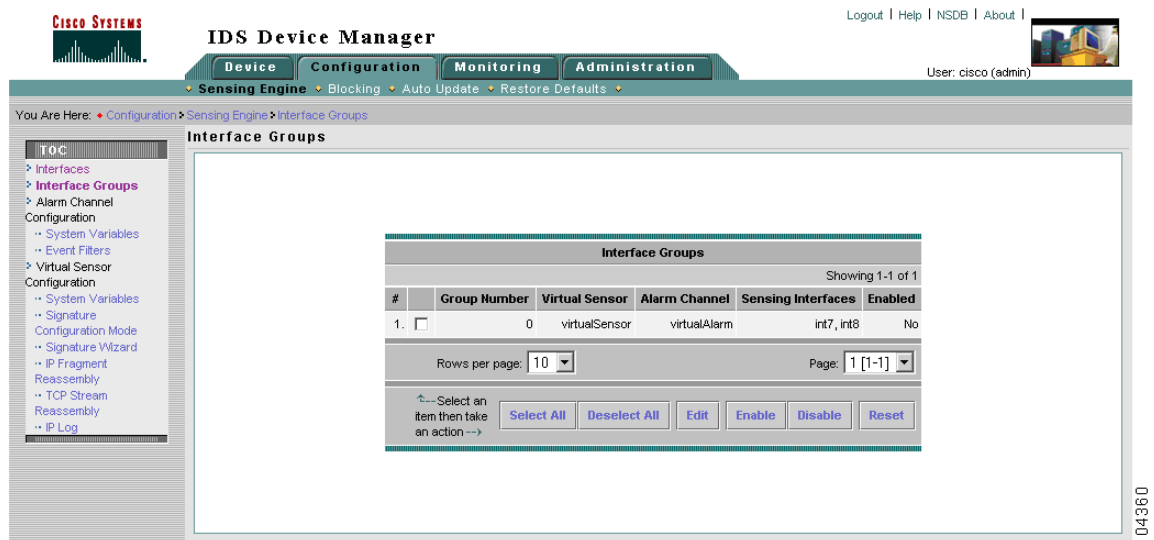 CISCO SYSTEMS
IDS Device Manager
Logout | Help | NSDB | About |
User: cisco (admin)
Device Configuration Monitoring Administration
Sensing Engine Blocking Auto Update Restore Defaults
You Are Here: Configuration Sensing Engine Interface Groups
TOC
Interfaces
Interface Groups
Alarm Channel
Configuration
System Variables
Event Filters
Virtual Sensor
Configuration
System Variables
Signature
Configuration Mode
Signature Wizard
IP Fragment
Reassembly
TCP Stream
Reassembly
IP Log
Interface Groups
Interface Groups
Showing 1-1 of 1
# Group Number Virtual Sensor Alarm Channel Sensing Interfaces Enabled
1. 0 virtualSensor virtualAlarm int7, int8 No
Rows per page: 10 Page: 1 [1-1]
Select an
item then take
an action
Select All Deselect All Edit Enable Disable Reset
04360